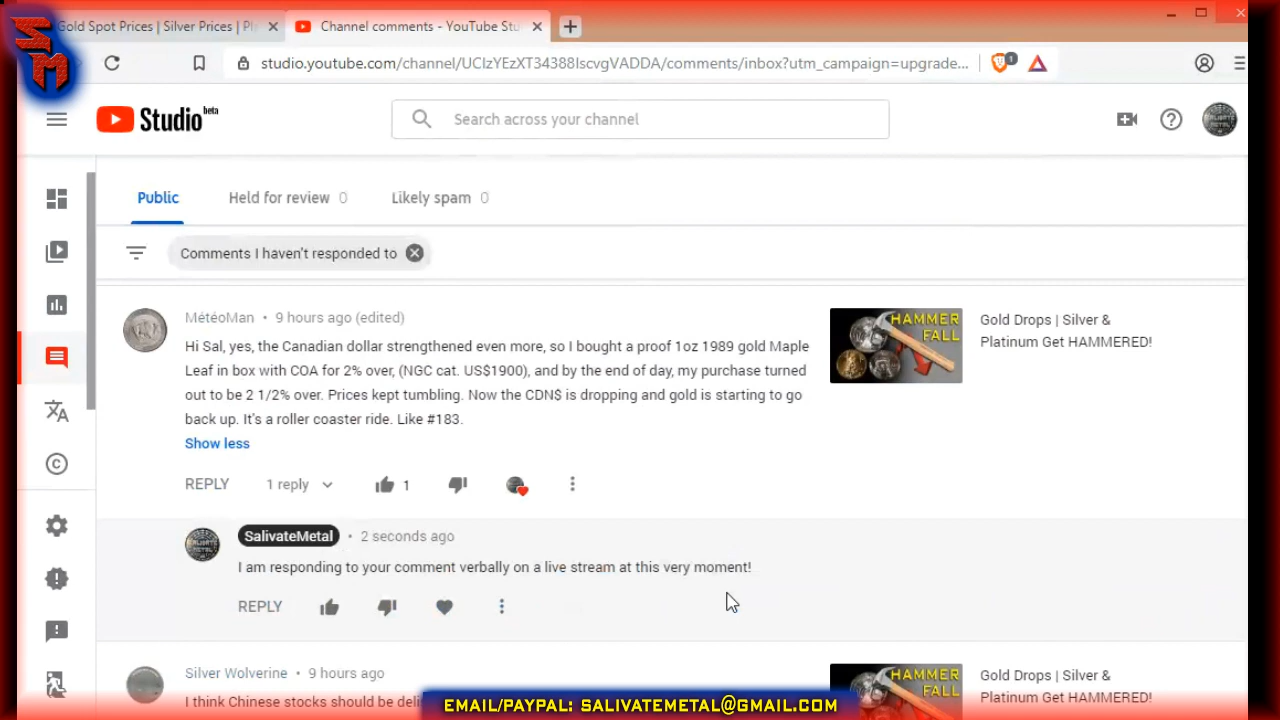 SM
Gold Spot Prices | Silver Prices | Pl
Channel comments - YouTube Stu
studio.youtube.com/channel/UCIzYEzXT34388IscvgVADDA/comments/inbox?utm_campaign=upgrade...
1
Studio beta
Search across your channel
Public
Held for review 0
Likely spam 0
Comments I haven't responded to
MétéoMan • 9 hours ago (edited)
Hi Sal, yes, the Canadian dollar strengthened even more, so I bought a proof 1oz 1989 gold Maple
Leaf in box with COA for 2% over, (NGC cat. US$1900), and by the end of day, my purchase turned
out to be 2 1/2% over. Prices kept tumbling. Now the CDN$ is dropping and gold is starting to go
back up. It's a roller coaster ride. Like #183.
Show less
REPLY
1 reply
1
HAMMER
FALL
Gold Drops | Silver &
Platinum Get HAMMERED!
SalivateMetal • 2 seconds ago
I am responding to your comment verbally on a live stream at this very moment!
REPLY
Silver Wolverine • 9 hours ago
I think Chinese stocks should be deli
HAMMER
FALL
Gold Drops | Silver &
Platinum Get HAMMERED!
EMAIL/PAYPAL: SALIVATEMETAL@GMAIL.COM